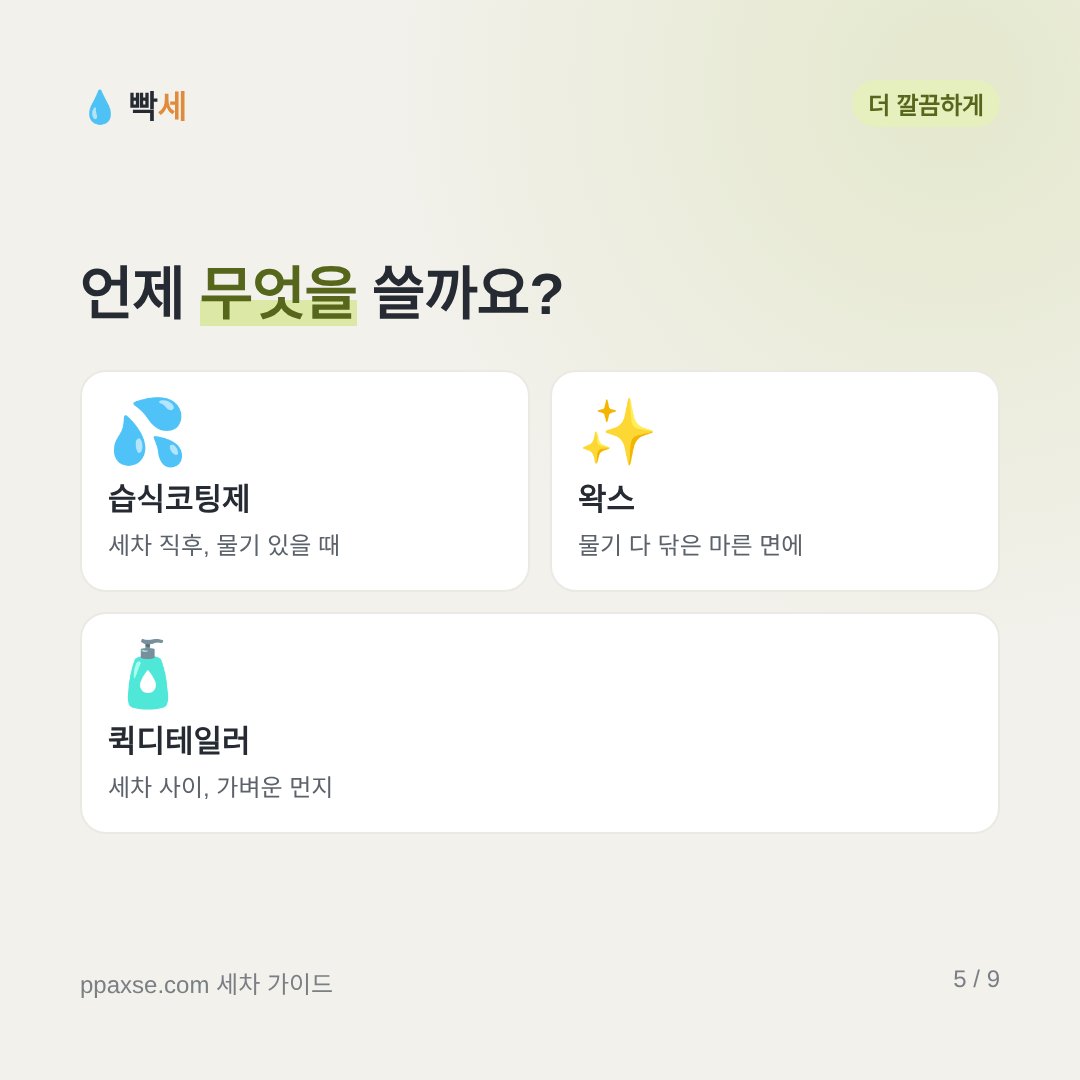 빡세
더 깔끔하게
언제 무엇을 쓸까요?
습식코팅제
세차 직후, 물기 있을 때
왁스
물기 다 닦은 마른 면에
퀵디테일러
세차 사이, 가벼운 먼지
ppaxse.com 세차 가이드
5 / 9